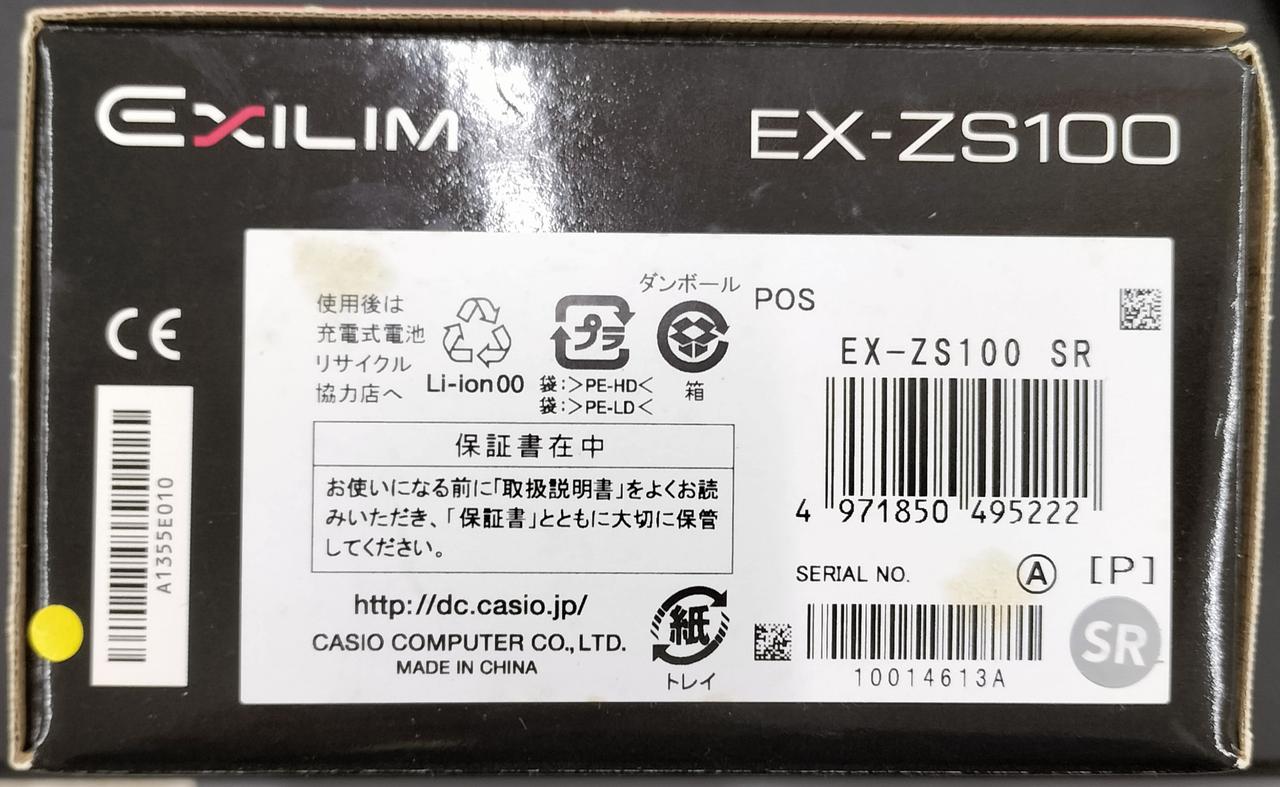 EXILIM
EX-ZS100
CE
A1355E010
使用後は
充電式電池
リサイクル
協力店へ
Li-ion00
プラ
袋:>PE-HD<
袋:>PE-LD<
ダンボール
箱
保証書在中
お使いになる前に「取扱説明書」をよくお読
みいただき、「保証書」とともに大切に保管
してください。
http://dc.casio.jp/
CASIO COMPUTER CO.,LTD.
MADE IN CHINA
紙
トレイ
POS
EX-ZS100 SR
4 971850 495222
SERIAL NO. Ⓐ [P]
10014613A
SR